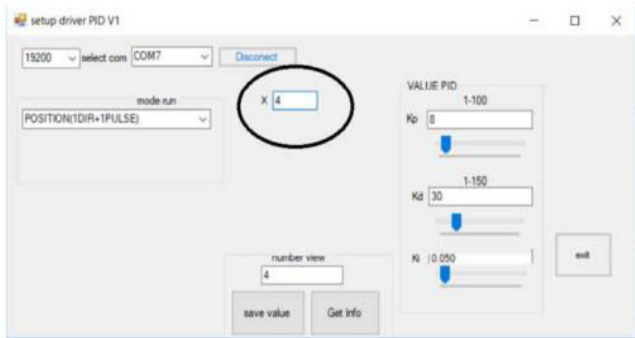 setup driver PID V1
19200 select com COM7 Disconect
mode run
POSITION(1DIR+1PULSE)
X 4
VALUE PID
1-100
Kp 8
1-150
Kd 30
Ki 0.050
number view
4
save value Get Info
exit